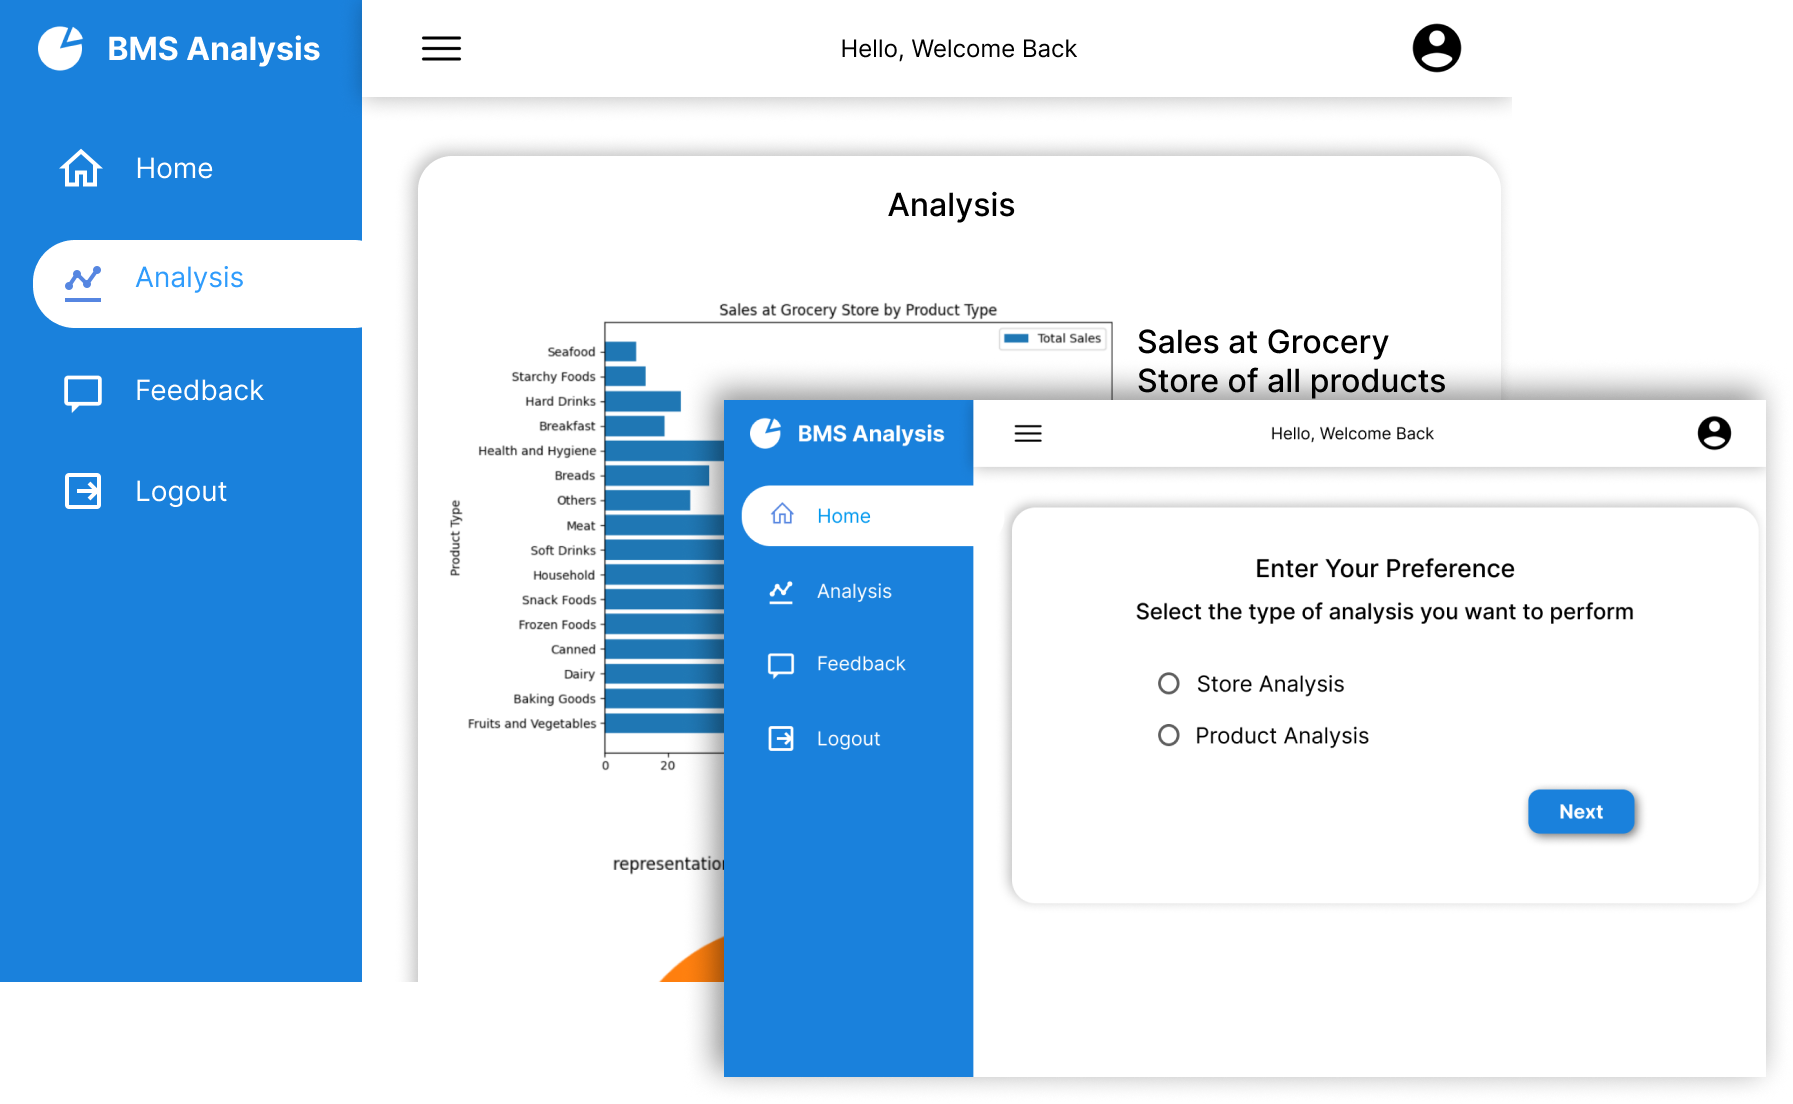 BMS Analysis
Hello, Welcome Back
Home
Analysis
Feedback
Logout
Analysis
Sales at Grocery Store by Product Type
Total Sales
Product Type
Seafood
Starchy Foods
Hard Drinks
Breakfast
Health and Hygiene
Breads
Others
Meat
Soft Drinks
Household
Snack Foods
Frozen Foods
Canned
Dairy
Baking Goods
Fruits and Vegetables
0 20
Sales at Grocery
Store of all products
BMS Analysis
Hello, Welcome Back
Home
Analysis
Feedback
Logout
Enter Your Preference
Select the type of analysis you want to perform
Store Analysis
Product Analysis
Next